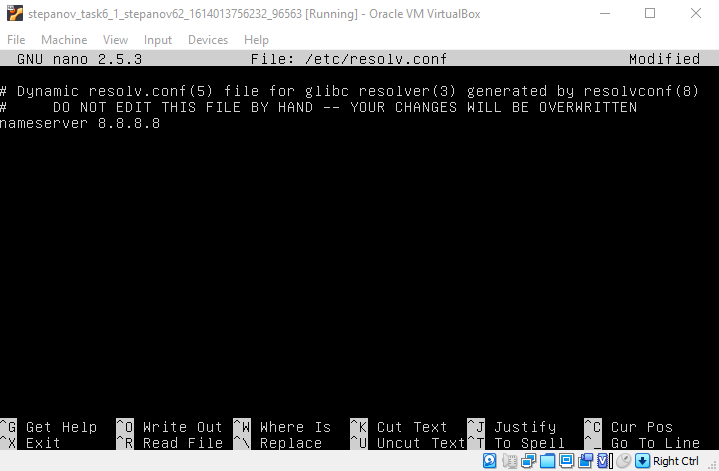 stepanov_task6_1_stepanov62_1614013756232_96563 [Running] - Oracle VM VirtualBox
File Machine View Input Devices Help
GNU nano 2.5.3 File: /etc/resolv.conf Modified
# Dynamic resolv.conf(5) file for glibc resolver(3) generated by resolvconf(8)
# DO NOT EDIT THIS FILE BY HAND -- YOUR CHANGES WILL BE OVERWRITTEN
nameserver 8.8.8.8
^G Get Help ^O Write Out ^W Where Is ^K Cut Text ^J Justify ^C Cur Pos
^X Exit ^R Read File ^\ Replace ^U Uncut Text ^T To Spell ^_ Go To Line
Right Ctrl